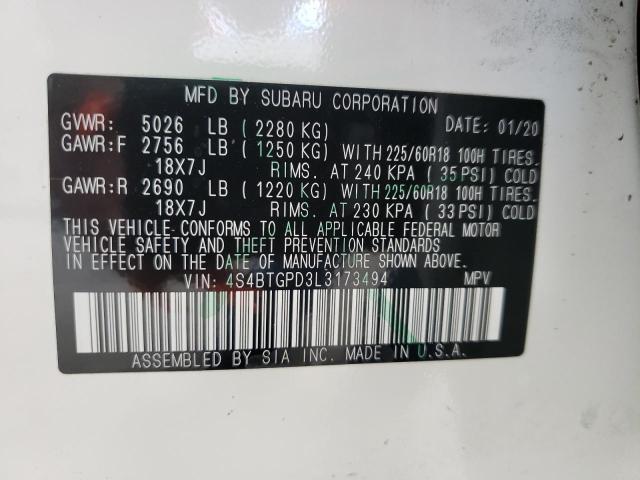 MFD BY SUBARU CORPORATION
GVWR: 5026 LB ( 2280 KG) DATE: 01/20
GAWR:F 2756 LB ( 1250 KG) WITH 225/60R18 100H TIRES.
18X7J RIMS. AT 240 KPA ( 35 PSI) COLD
GAWR:R 2690 LB ( 1220 KG) WITH 225/60R18 100H TIRES.
18X7J RIMS. AT 230 KPA ( 33 PSI) COLD
THIS VEHICLE CONFORMS TO ALL APPLICABLE FEDERAL MOTOR
VEHICLE SAFETY AND THEFT PREVENTION STANDARDS
IN EFFECT ON THE DATE OF MANUFACTURE SHOWN ABOVE.
VIN: 4S4BTGPD3L3173494 MPV
ASSEMBLED BY SIA INC. MADE IN U.S.A.